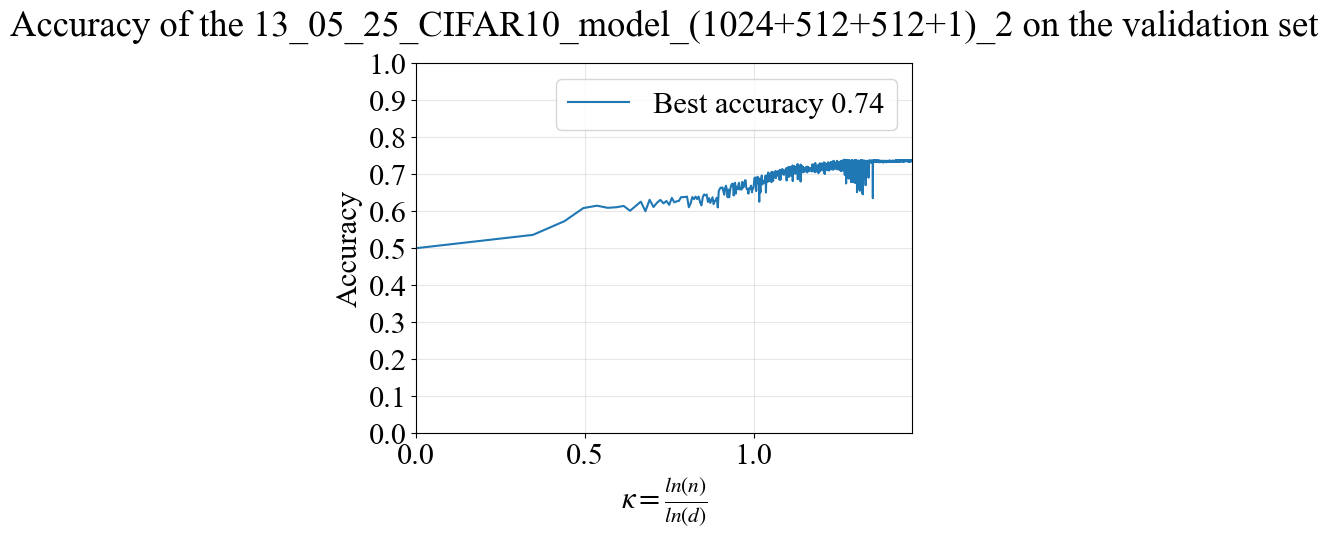 Accuracy of the 13_05_25_CIFAR10_model_(1024+512+512+1)_2 on the validation set
Best accuracy 0.74
Accuracy
1.0
0.9
0.8
0.7
0.6
0.5
0.4
0.3
0.2
0.1
0.0
0.0 0.5 1.0
κ = ln(n) / ln(d)